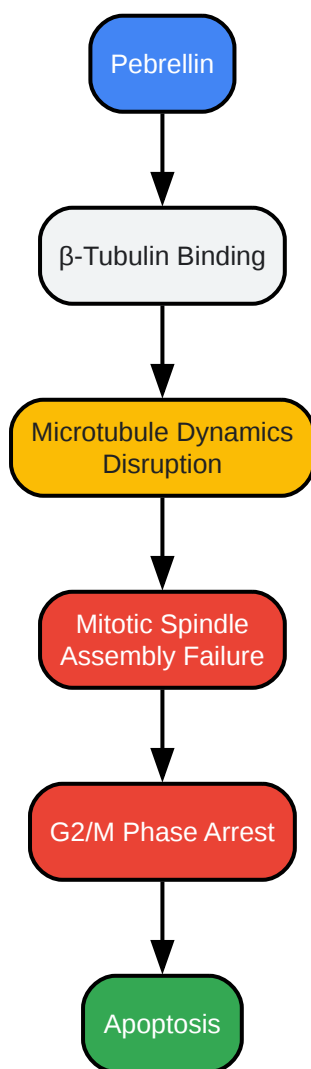 Pebrellin
β-Tubulin Binding
Microtubule Dynamics
Disruption
Mitotic Spindle
Assembly Failure
G2/M Phase Arrest
Apoptosis